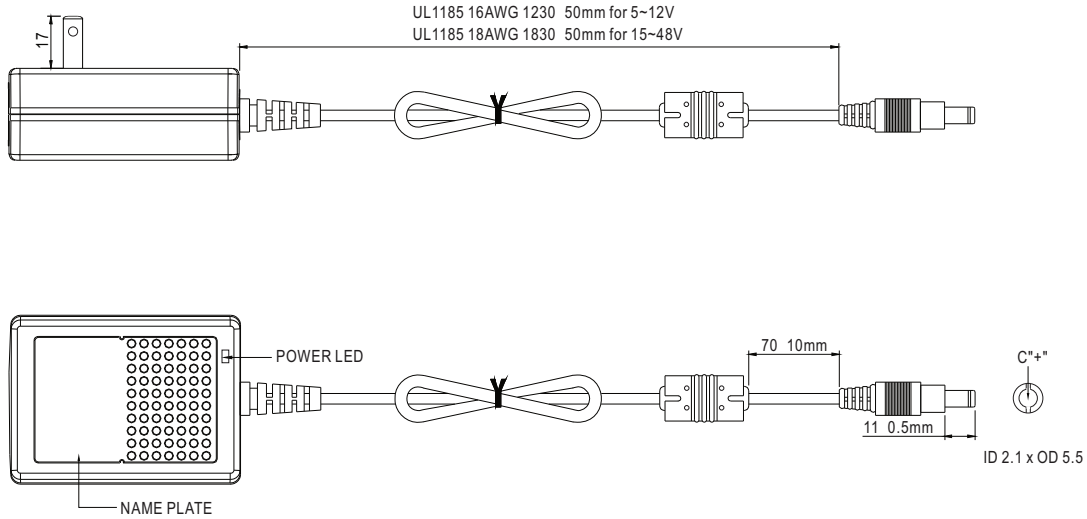 UL1185 16AWG 1230 50mm for 5~12V
UL1185 18AWG 1830 50mm for 15~48V
17
POWER LED
70 10mm
C"+"
11 0.5mm
ID 2.1 x OD 5.5
NAME PLATE